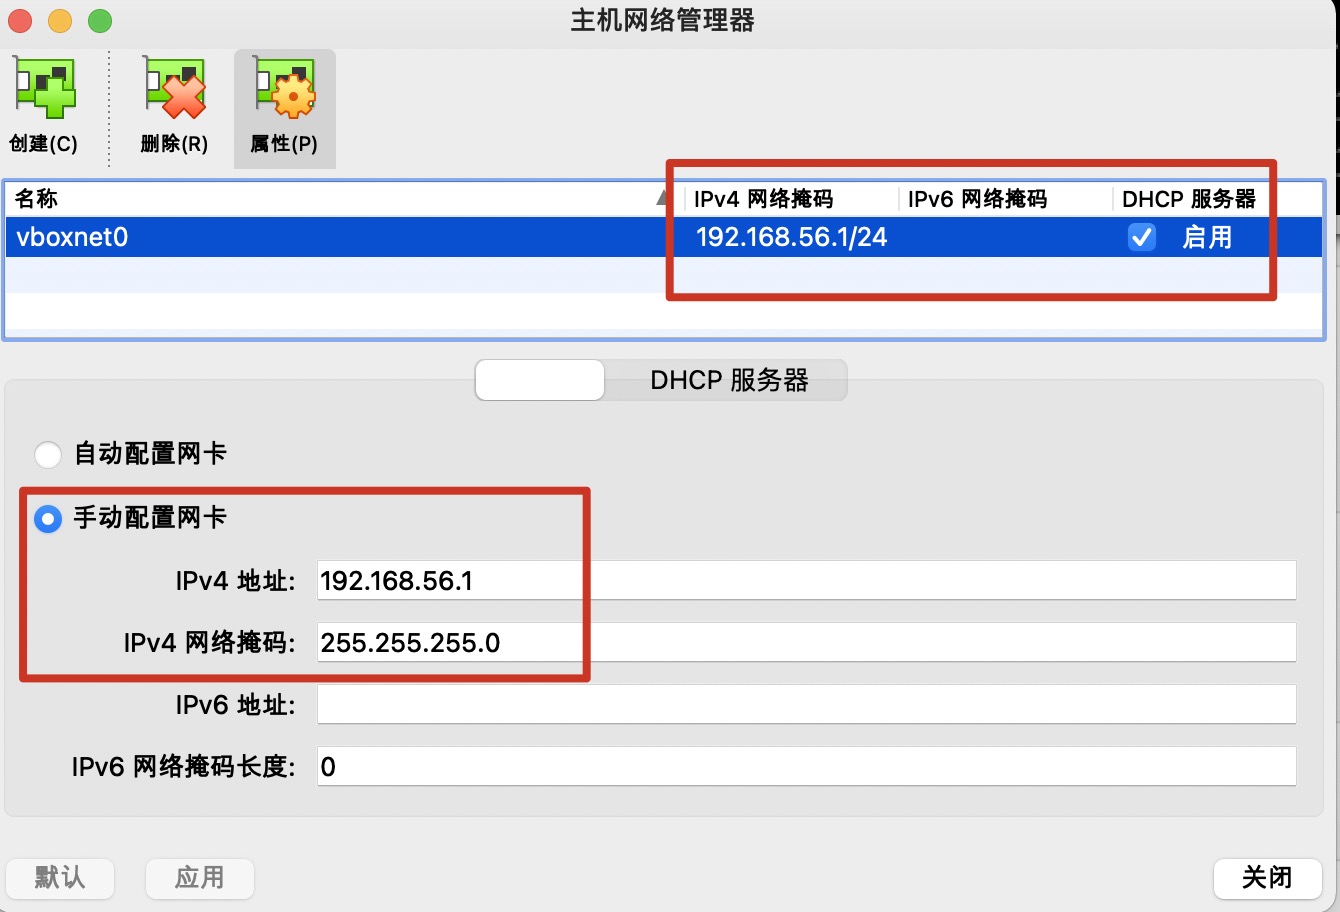 主机网络管理器
创建(C)
删除(R)
属性(P)
名称
IPv4 网络掩码
IPv6 网络掩码
DHCP 服务器
vboxnet0
192.168.56.1/24
启用
DHCP 服务器
自动配置网卡
手动配置网卡
IPv4 地址: 192.168.56.1
IPv4 网络掩码: 255.255.255.0
IPv6 地址:
IPv6 网络掩码长度: 0
默认
应用
关闭